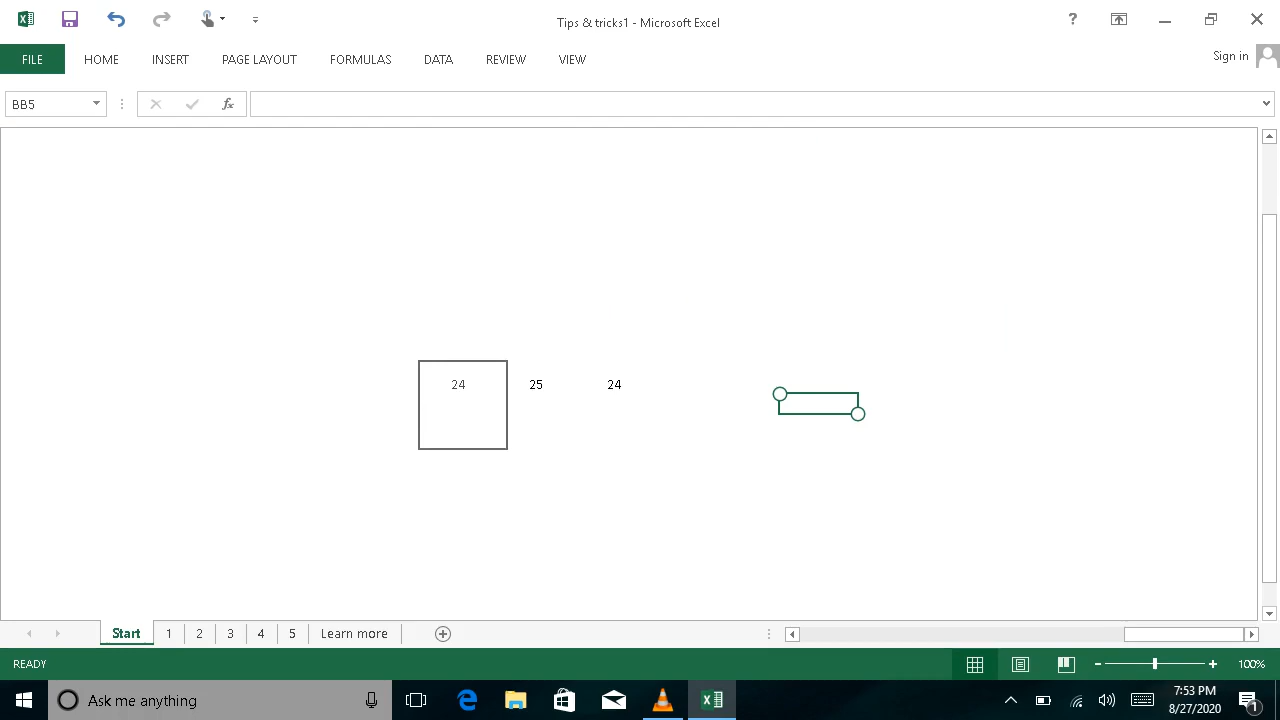 Tips & tricks1 - Microsoft Excel
FILE HOME INSERT PAGE LAYOUT FORMULAS DATA REVIEW VIEW Sign in
BB5 fx
24 25 24
Start 1 2 3 4 5 Learn more
READY 100%
Ask me anything 7:53 PM
8/27/2020 1